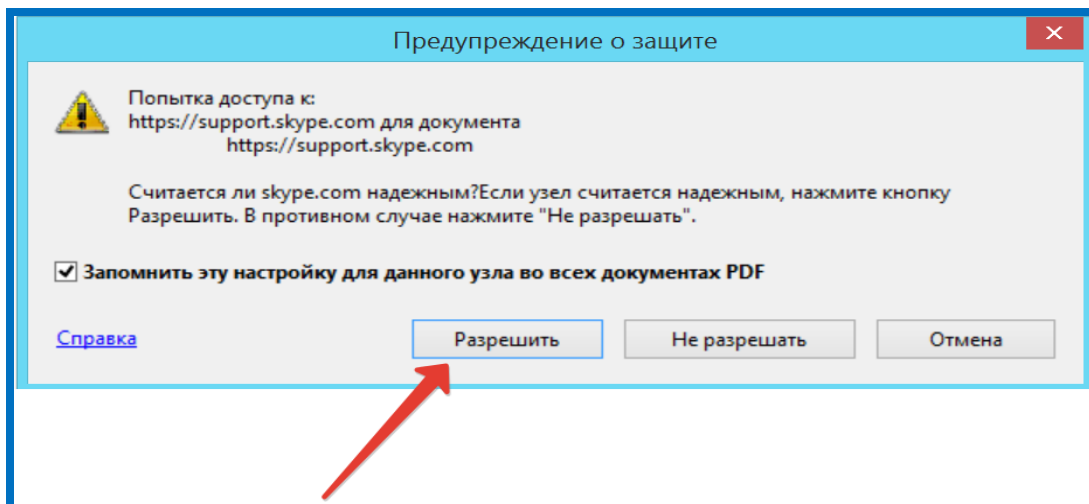 Предупреждение о защите
Попытка доступа к:
https://support.skype.com для документа
https://support.skype.com
Считается ли skype.com надежным?Если узел считается надежным, нажмите кнопку
Разрешить. В противном случае нажмите "Не разрешать".
Запомнить эту настройку для данного узла во всех документах PDF
Справка
Разрешить
Не разрешать
Отмена